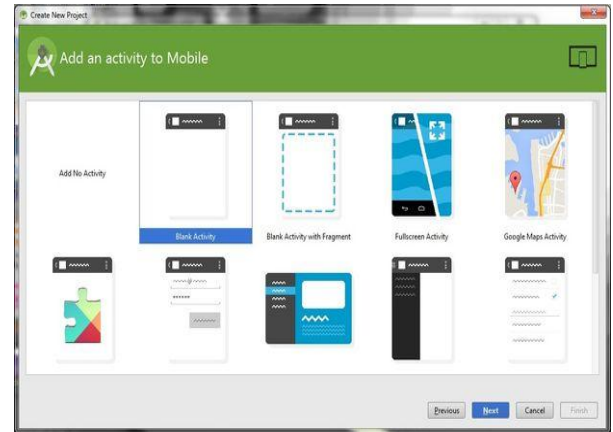 Create New Project
Add an activity to Mobile
Add No Activity
Blank Activity
Blank Activity with Fragment
Fullscreen Activity
Google Maps Activity
Previous
Next
Cancel
Finish